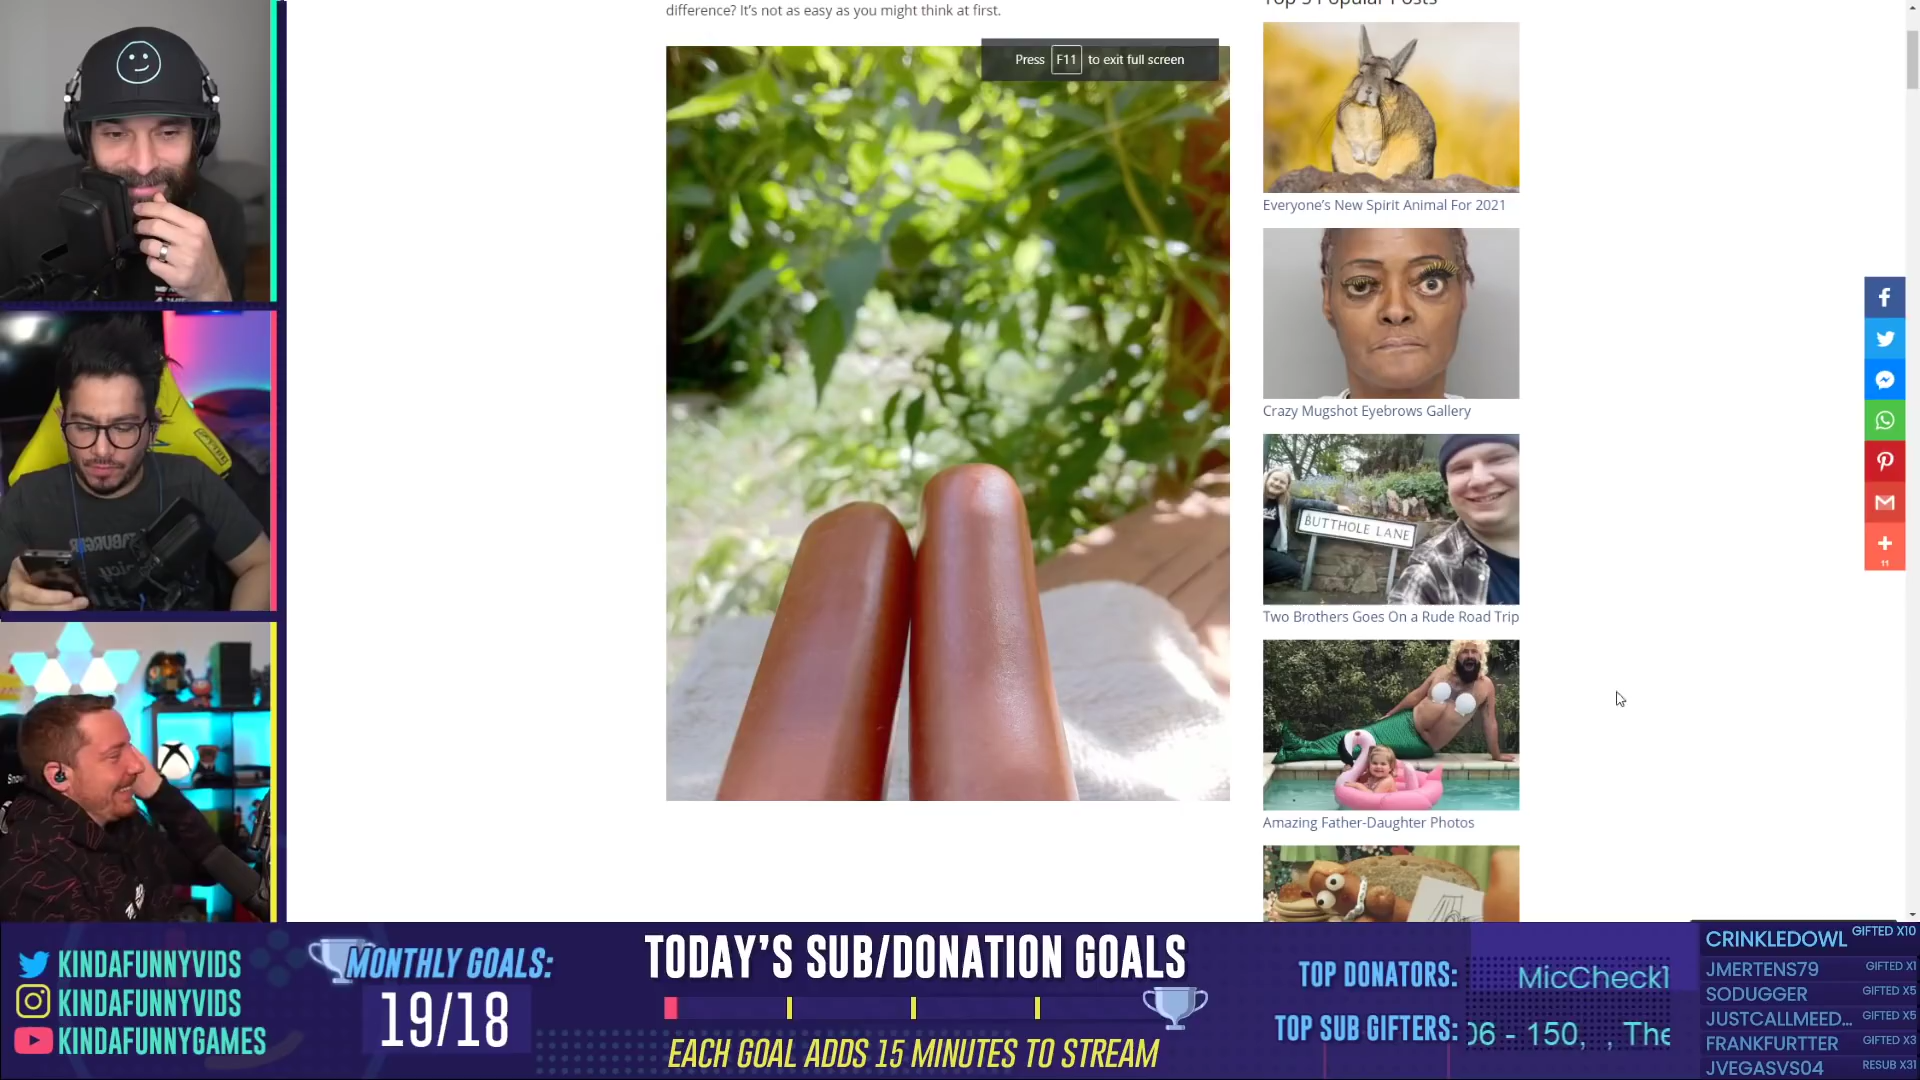 difference? It's not as easy as you might think at first.
Press F11 to exit full screen
Everyone's New Spirit Animal For 2021
Crazy Mugshot Eyebrows Gallery
BUTTHOLE LANE
Two Brothers Goes On a Rude Road Trip
Amazing Father-Daughter Photos
11
KINDAFUNNYVIDS
KINDAFUNNYVIDS
KINDAFUNNYGAMES
MONTHLY GOALS:
19/18
TODAY'S SUB/DONATION GOALS
EACH GOAL ADDS 15 MINUTES TO STREAM
TOP DONATORS: MicCheck1
TOP SUB GIFTERS: 06 - 150, , The
CRINKLEDOWL GIFTED X10
JMERTENS79 GIFTED X1
SODUGGER GIFTED X5
JUSTCALLMEED... GIFTED X5
FRANKFURTTER GIFTED X3
JVEGASVS04 RESUB X31